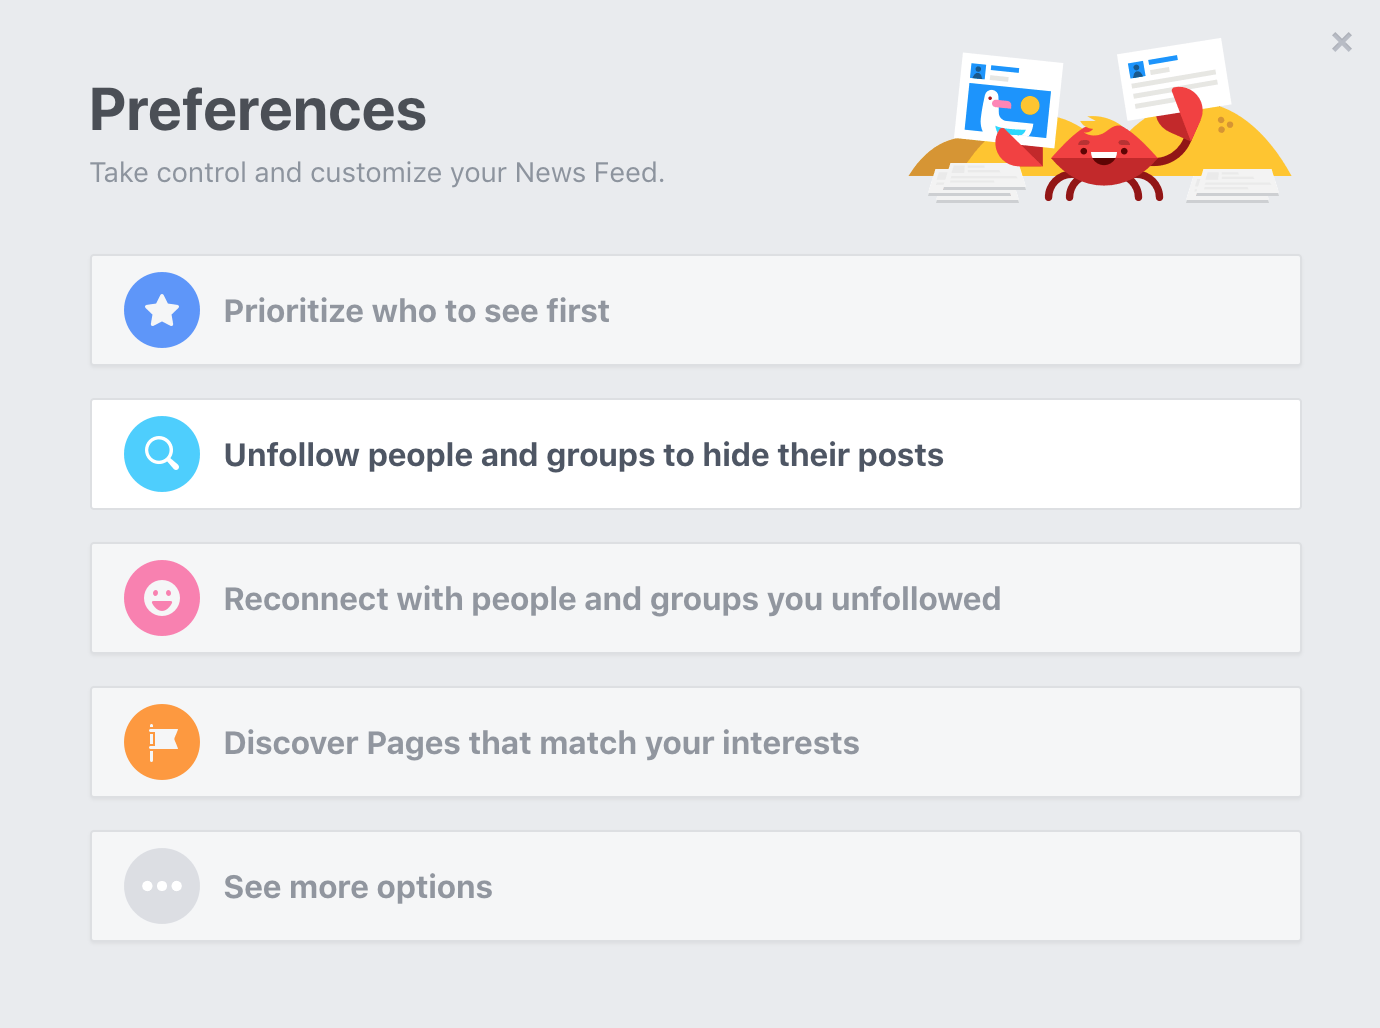 Preferences
Take control and customize your News Feed.
Prioritize who to see first
Unfollow people and groups to hide their posts
Reconnect with people and groups you unfollowed
Discover Pages that match your interests
See more options